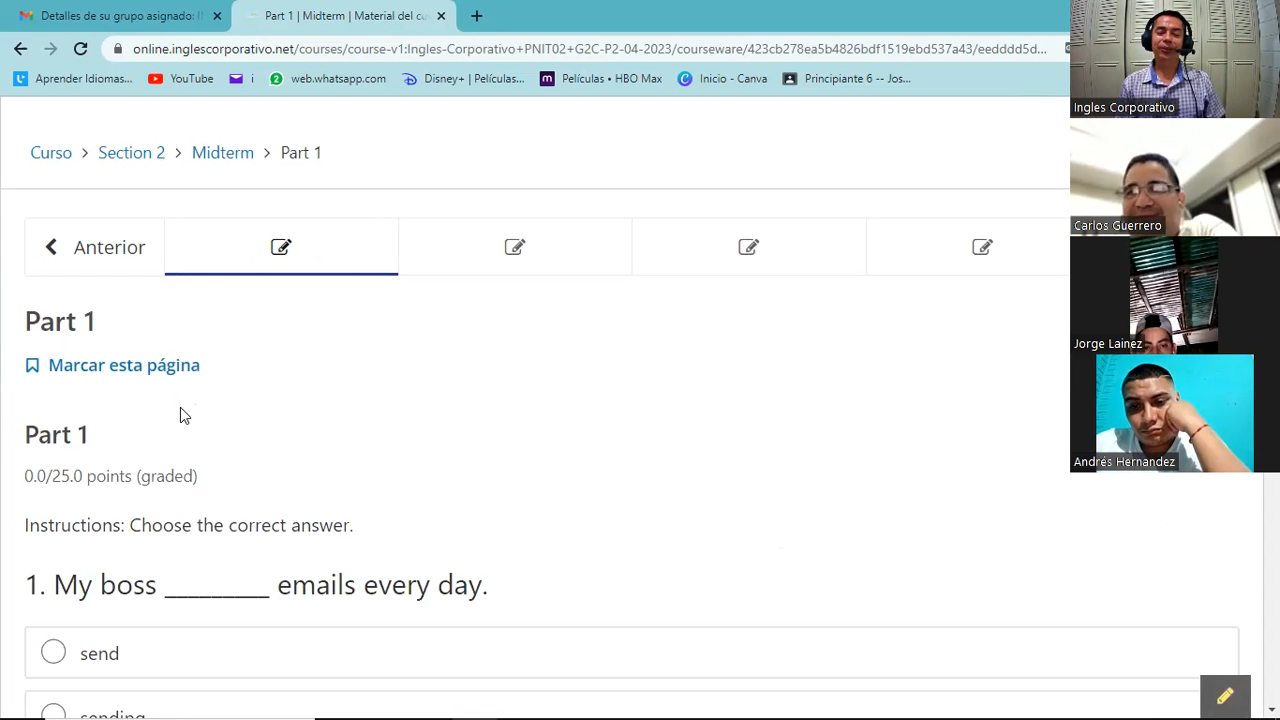 Detalles de su grupo asignado: I
Part 1 | Midterm | Material del cu
online.inglescorporativo.net/courses/course-v1:Ingles-Corporativo+PNIT02+G2C-P2-04-2023/courseware/
Aprender Idiomas...
YouTube
i
web.whatsapp.com
Disney+ | Películas...
Películas • HBO Max
Inicio - Canva
Principiante 6 -- Jos...
Ingles Corporativo
Carlos Guerrero
Jorge Lainez
Andrés Hernandez
Curso > Section 2 > Midterm > Part 1
Anterior
Part 1
Marcar esta página
Part 1
0.0/25.0 points (graded)
Instructions: Choose the correct answer.
1. My boss _________ emails every day.
send
sending